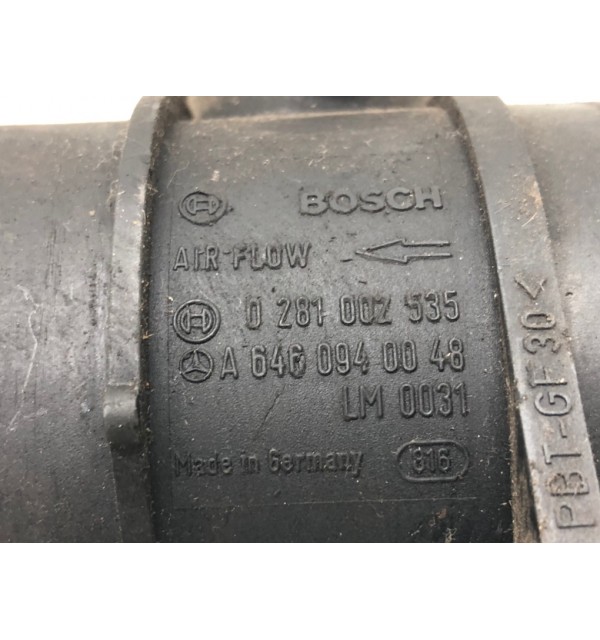 BOSCH
AIR FLOW
0 281 002 535
A 646 094 00 48
LM 0031
Made in Germany 816
PBT-GF30<